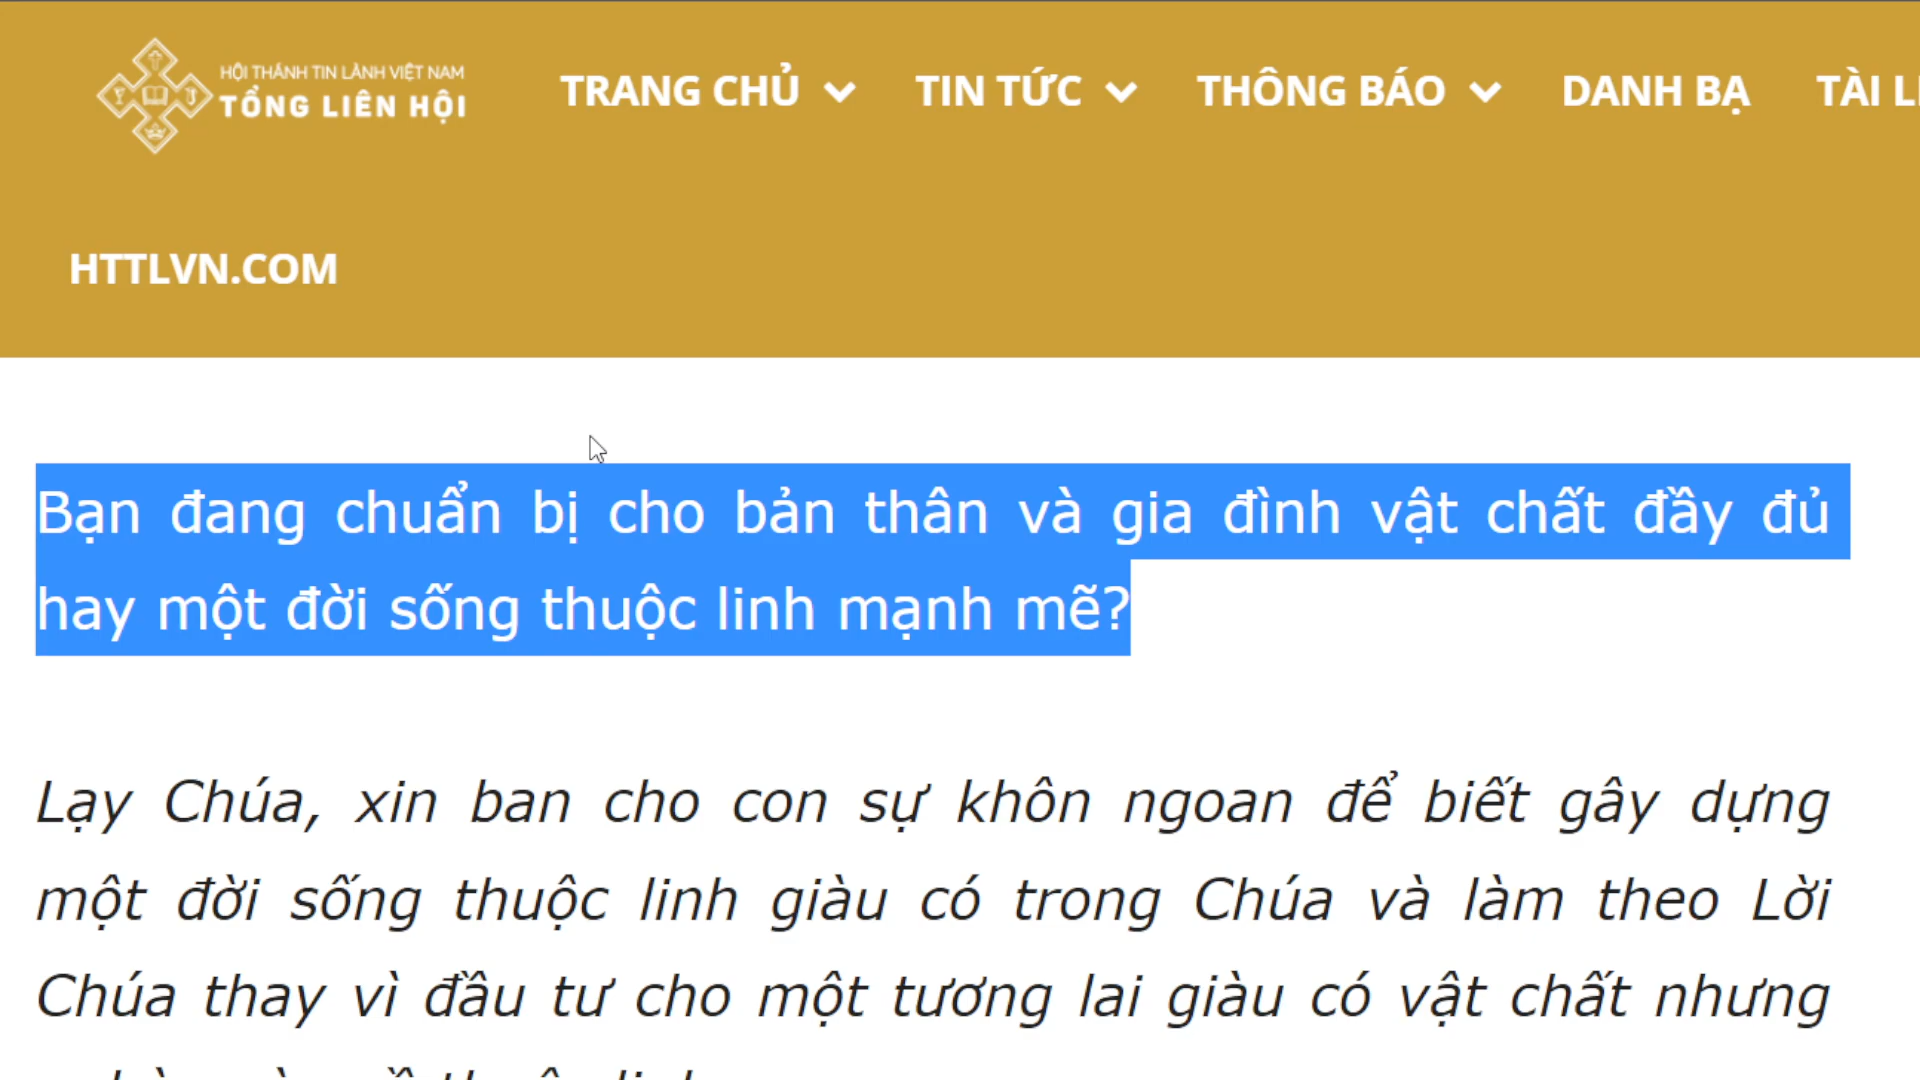 HỘI THÁNH TIN LÀNH VIỆT NAM
TỔNG LIÊN HỘI
TRANG CHỦ TIN TỨC THÔNG BÁO DANH BẠ TÀI
HTTLVN.COM
Bạn đang chuẩn bị cho bản thân và gia đình vật chất đầy đủ
hay một đời sống thuộc linh mạnh mẽ?
Lạy Chúa, xin ban cho con sự khôn ngoan để biết gây dựng
một đời sống thuộc linh giàu có trong Chúa và làm theo Lời
Chúa thay vì đầu tư cho một tương lai giàu có vật chất nhưng